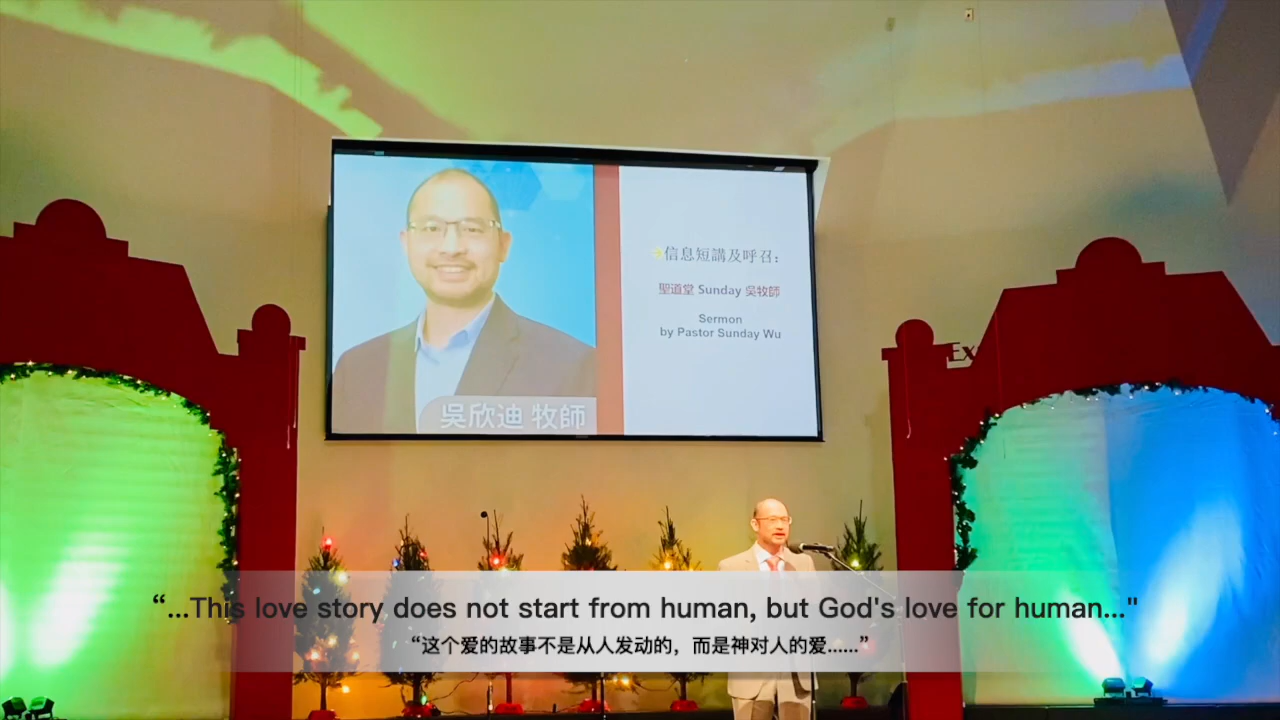 信息短講及呼召：
聖道堂 Sunday 吳牧師
Sermon
by Pastor Sunday Wu
吳欣迪 牧師
Ex
“...This love story does not start from human, but God's love for human..."
“这个爱的故事不是从人发动的，而是神对人的爱......”